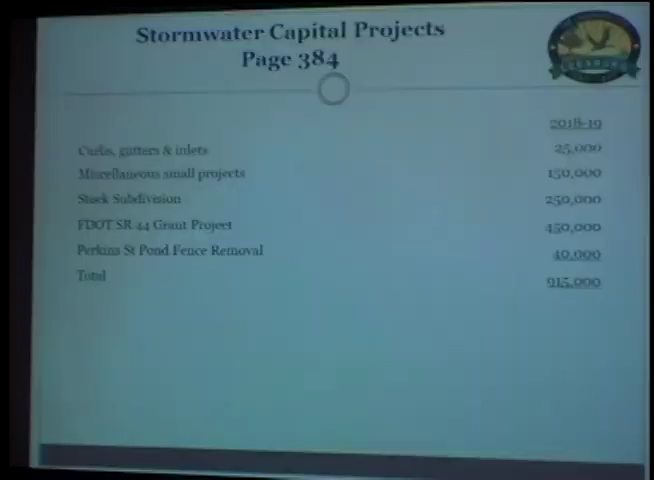 Stormwater Capital Projects
Page 384
LEESBURG
2018-19
Curbs, gutters & inlets 25,000
Miscellaneous small projects 150,000
Stuck Subdivision 250,000
FDOT SR 44 Grant Project 450,000
Perkins St Pond Fence Removal 40,000
Total 915,000